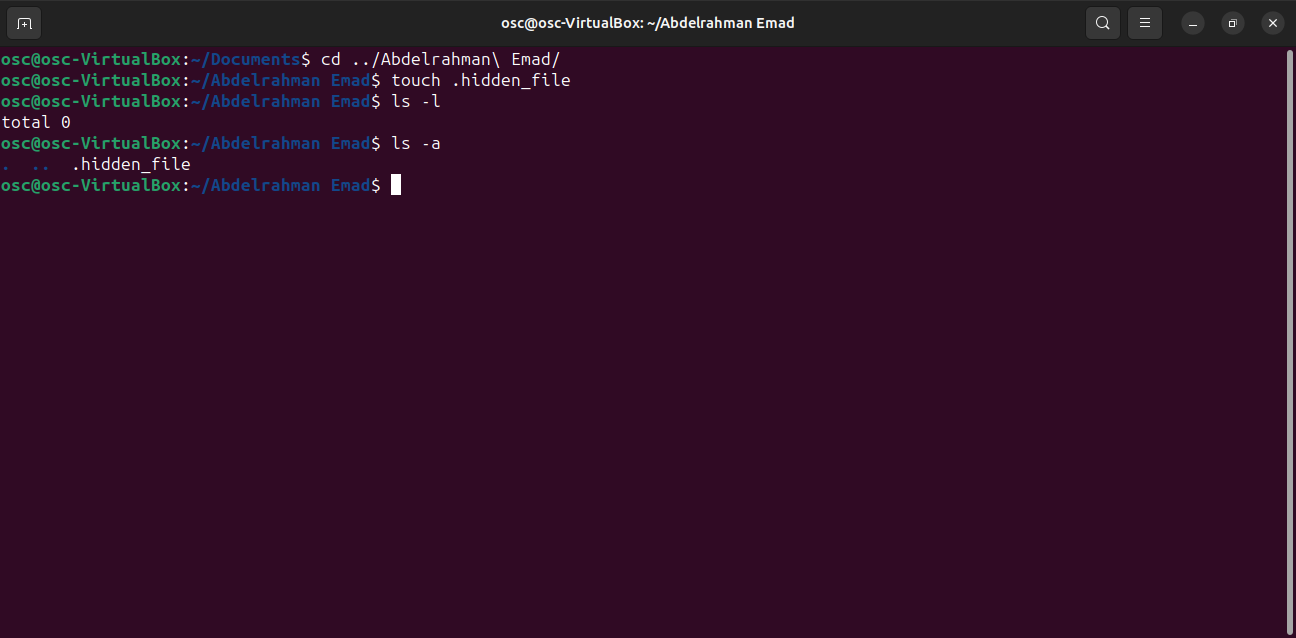 osc@osc-VirtualBox: ~/Abdelrahman Emad
osc@osc-VirtualBox:~/Documents$ cd ../Abdelrahman\ Emad/
osc@osc-VirtualBox:~/Abdelrahman Emad$ touch .hidden_file
osc@osc-VirtualBox:~/Abdelrahman Emad$ ls -l
total 0
osc@osc-VirtualBox:~/Abdelrahman Emad$ ls -a
.  ..  .hidden_file
osc@osc-VirtualBox:~/Abdelrahman Emad$